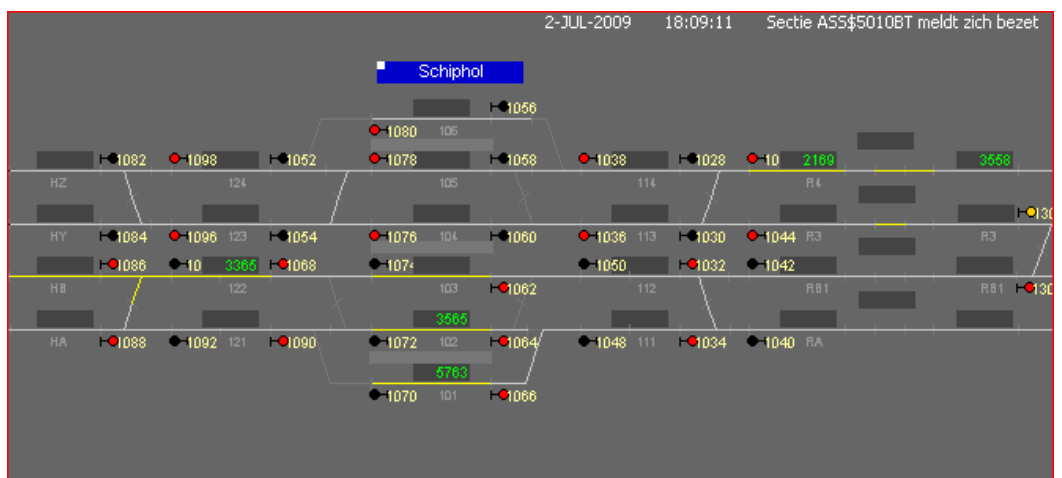 2-JUL-2009 18:09:11 Sectie ASS$5010BT meldt zich bezet
Schiphol
1056
1080 106
1082 1098 1052 1078 1058 1038 1028 10 2169 3558
HZ 124 105 114 R4
130
HY 1084 1096 123 1054 1076 104 1060 1036 113 1030 1044 R3 R3
1086 10 3365 1068 1074 1050 1032 1042
HB 122 103 1062 112 RB1 RB1 130
3565
HA 1088 1092 121 1090 1072 102 1064 1048 111 1034 1040 RA
5763
1070 101 1066